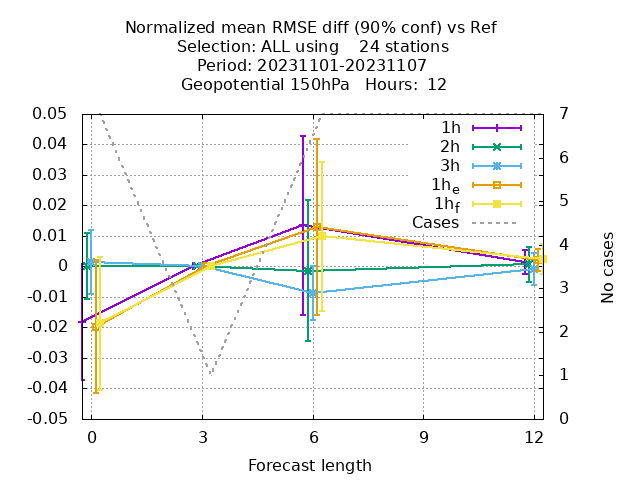 Normalized mean RMSE diff (90% conf) vs Ref
Selection: ALL using    24 stations
Period: 20231101-20231107
Geopotential 150hPa   Hours:  12
0.05
0.04
0.03
0.02
0.01
0
-0.01
-0.02
-0.03
-0.04
-0.05
7
6
5
4
3
2
1
0
1h
2h
3h
1he
1hf
Cases
No cases
0
3
6
9
12
Forecast length